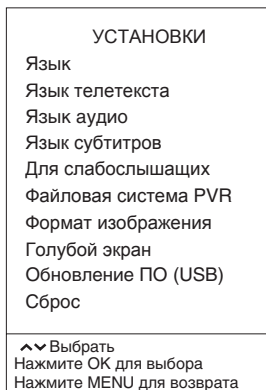 УСТАНОВКИ
Язык
Язык телетекста
Язык аудио
Язык субтитров
Для слабослышащих
Файловая система PVR
Формат изображения
Голубой экран
Обновление ПО (USB)
Сброс
Выбрать
Нажмите OK для выбора
Нажмите MENU для возврата